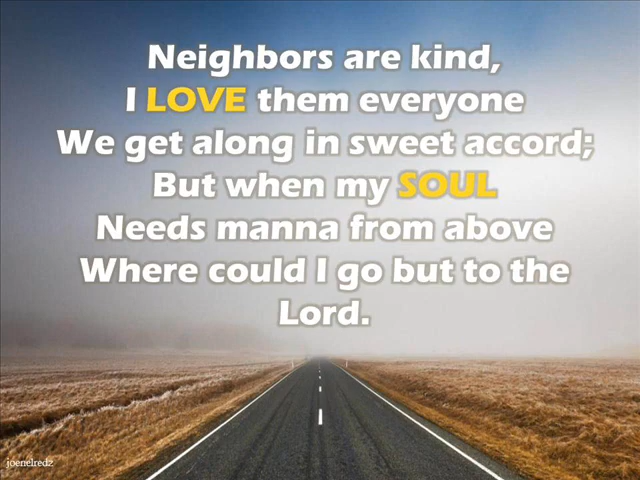 Neighbors are kind,
I LOVE them everyone
We get along in sweet accord;
But when my SOUL
Needs manna from above
Where could I go but to the
Lord.
joenelredz